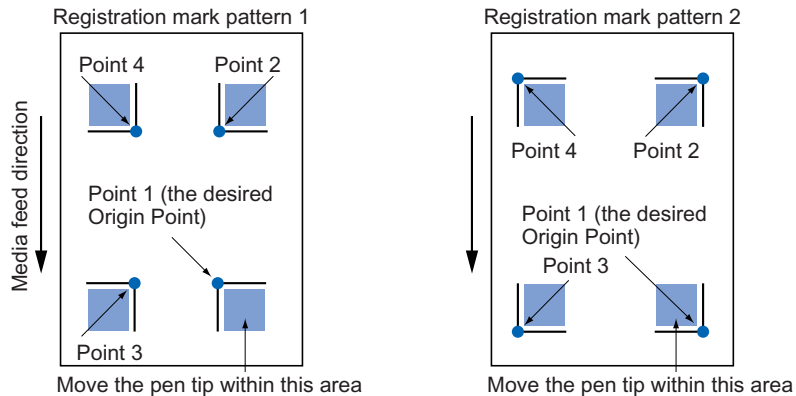 Registration mark pattern 1
Point 4
Point 2
Media feed direction
Point 1 (the desired
Origin Point)
Point 3
Move the pen tip within this area
Registration mark pattern 2
Point 4
Point 2
Point 1 (the desired
Origin Point)
Point 3
Move the pen tip within this area